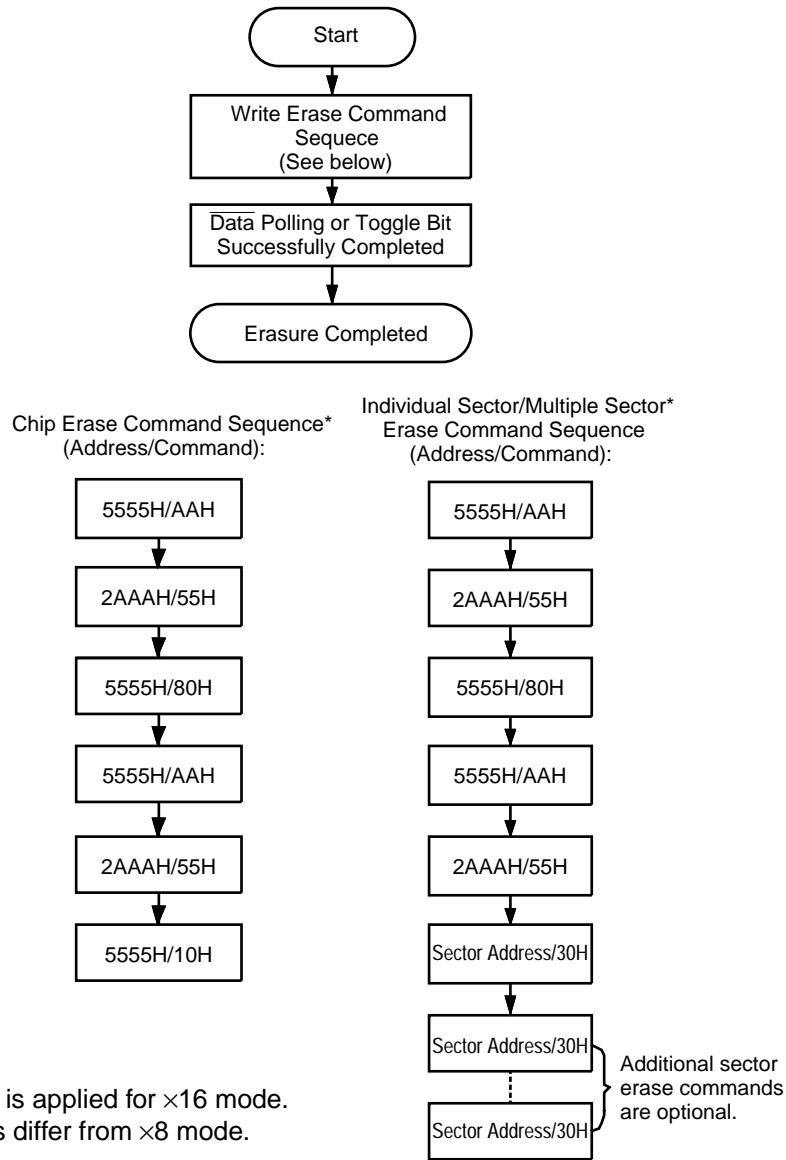 Start
Write Erase Command
Sequece
(See below)
Data Polling or Toggle Bit
Successfully Completed
Erasure Completed
Chip Erase Command Sequence*
(Address/Command):
5555H/AAH
2AAAH/55H
5555H/80H
5555H/AAH
2AAAH/55H
5555H/10H
Individual Sector/Multiple Sector*
Erase Command Sequence
(Address/Command):
5555H/AAH
2AAAH/55H
5555H/80H
5555H/AAH
2AAAH/55H
Sector Address/30H
Sector Address/30H
Sector Address/30H
Additional sector
erase commands
are optional.
is applied for ×16 mode.
s differ from ×8 mode.